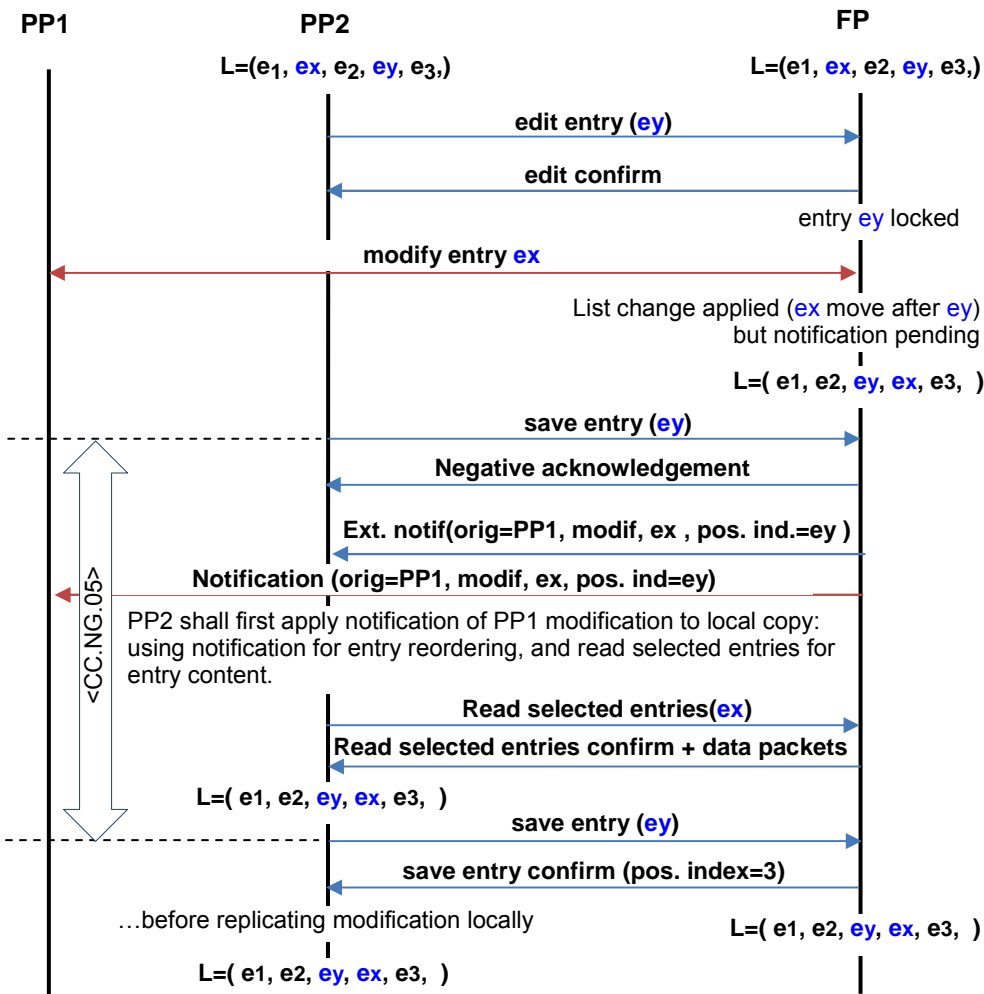 PP1 PP2 FP
L=(e1, ex, e2, ey, e3,) L=(e1, ex, e2, ey, e3,)
edit entry (ey)
edit confirm
entry ey locked
modify entry ex
List change applied (ex move after ey)
but notification pending
L=( e1, e2, ey, ex, e3, )
save entry (ey)
Negative acknowledgement
Ext. notif(orig=PP1, modif, ex , pos. ind.=ey )
Notification (orig=PP1, modif, ex, pos. ind=ey)
<CC.NG.05>
PP2 shall first apply notification of PP1 modification to local copy:
using notification for entry reordering, and read selected entries for
entry content.
Read selected entries(ex)
Read selected entries confirm + data packets
L=( e1, e2, ey, ex, e3, )
save entry (ey)
save entry confirm (pos. index=3)
…before replicating modification locally
L=( e1, e2, ey, ex, e3, )
L=( e1, e2, ey, ex, e3, )